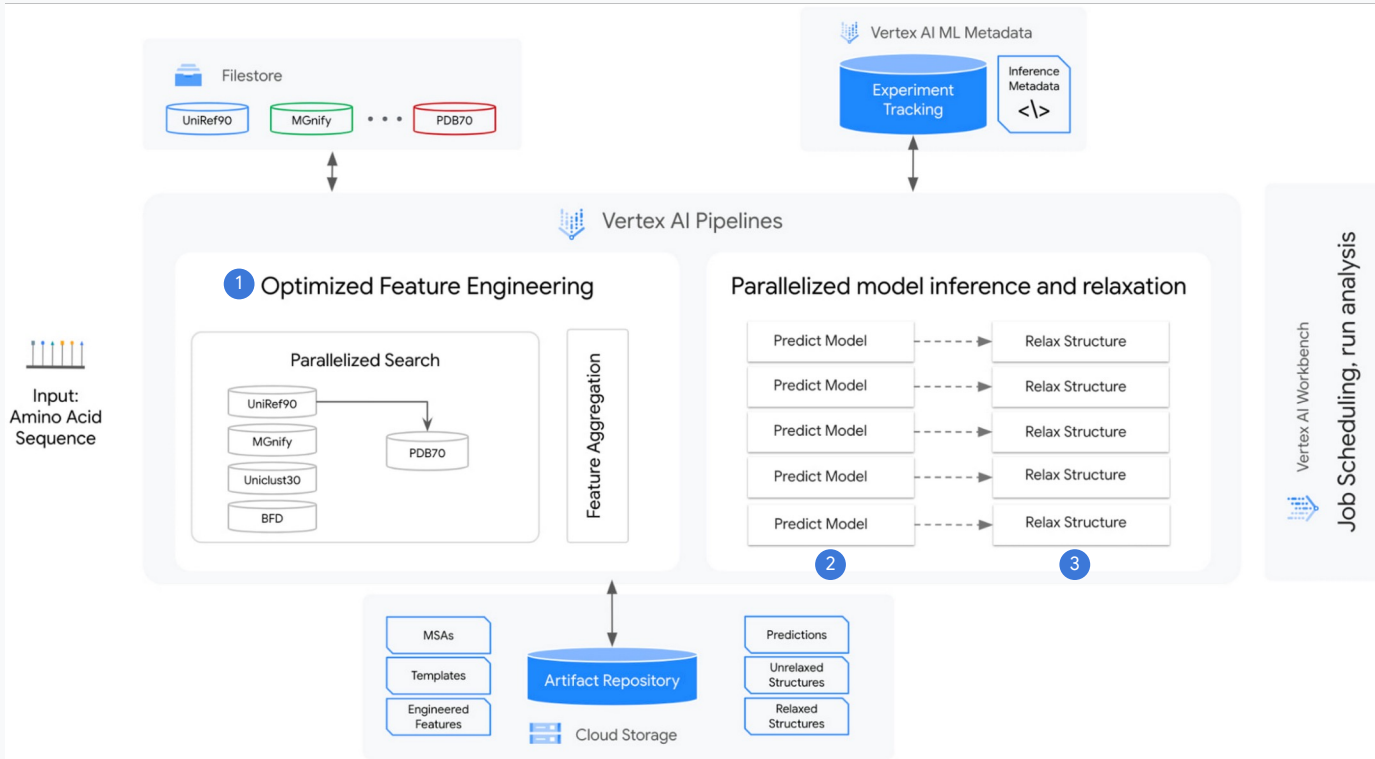 Filestore
UniRef90
MGnify
• • •
PDB70
Vertex AI ML Metadata
Experiment
Tracking
Inference
Metadata
<\>
Vertex AI Pipelines
1 Optimized Feature Engineering
Parallelized Search
UniRef90
MGnify
Uniclust30
BFD
PDB70
Feature Aggregation
Parallelized model inference and relaxation
Predict Model
Relax Structure
Predict Model
Relax Structure
Predict Model
Relax Structure
Predict Model
Relax Structure
Predict Model
Relax Structure
2
3
Input:
Amino Acid
Sequence
Vertex AI Workbench
Job Scheduling, run analysis
MSAs
Templates
Engineered
Features
Artifact Repository
Cloud Storage
Predictions
Unrelaxed
Structures
Relaxed
Structures